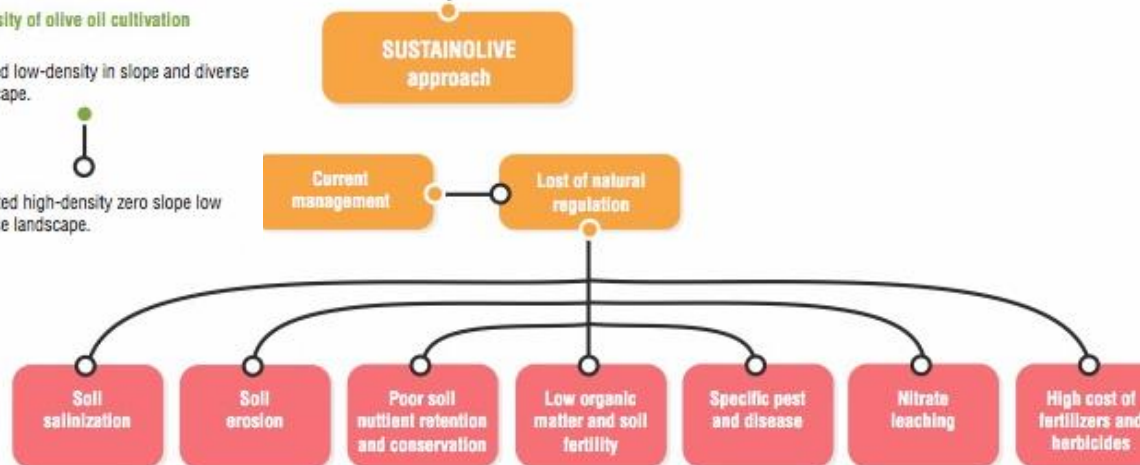 sity of olive oil cultivation
d low-density in slope and diverse
ape.
ted high-density zero slope low
e landscape.
SUSTAINOLIVE
approach
Current
management
Lost of natural
regulation
Soil
salinization
Soil
erosion
Poor soil
nuttient retention
and conservation
Low organic
matter and soil
fertility
Specific pest
and disease
Nitrate
leaching
High cost of
fertilizers and
herbicides